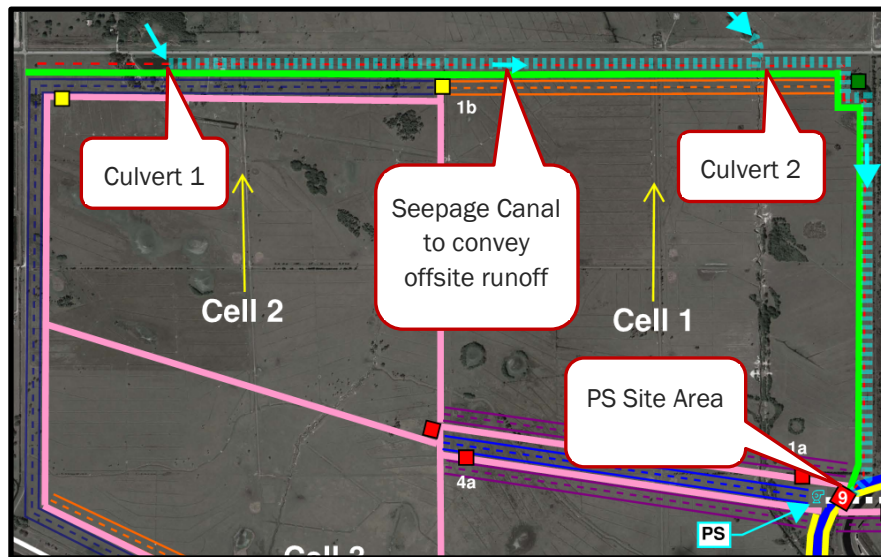 1b
Culvert 1
Seepage Canal
to convey
offsite runoff
Culvert 2
Cell 2
Cell 1
PS Site Area
1a
4a
9
PS